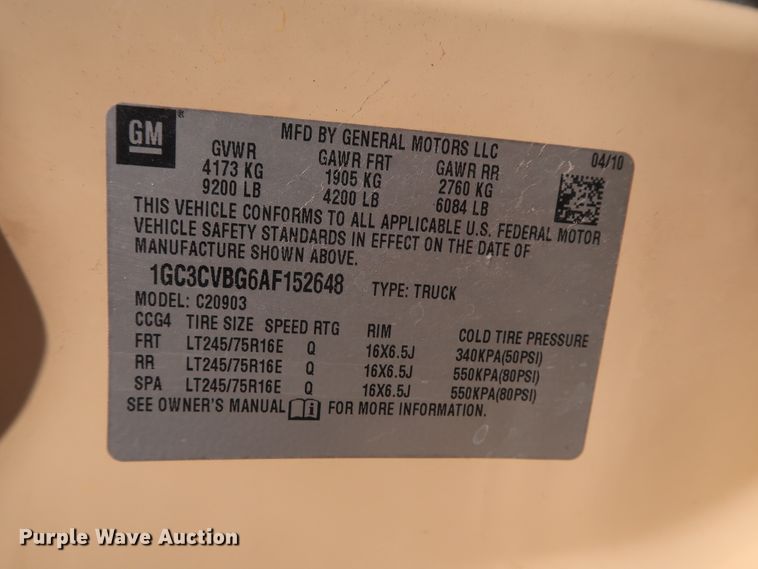 GM®
MFD BY GENERAL MOTORS LLC
04/10
GVWR GAWR FRT GAWR RR
4173 KG 1905 KG 2760 KG
9200 LB 4200 LB 6084 LB
THIS VEHICLE CONFORMS TO ALL APPLICABLE U.S. FEDERAL MOTOR
VEHICLE SAFETY STANDARDS IN EFFECT ON THE DATE OF
MANUFACTURE SHOWN ABOVE.
1GC3CVBG6AF152648 TYPE: TRUCK
MODEL: C20903
CCG4 TIRE SIZE SPEED RTG RIM COLD TIRE PRESSURE
FRT LT245/75R16E Q 16X6.5J 340KPA(50PSI)
RR LT245/75R16E Q 16X6.5J 550KPA(80PSI)
SPA LT245/75R16E Q 16X6.5J 550KPA(80PSI)
SEE OWNER'S MANUAL i FOR MORE INFORMATION.
Purple Wave Auction